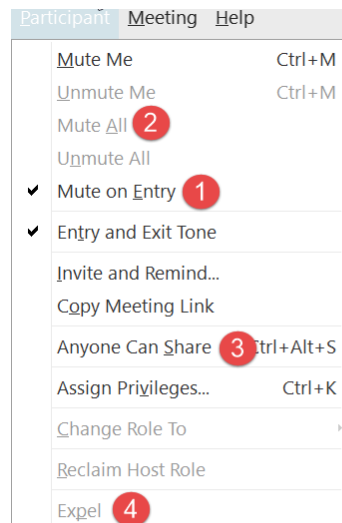 Participant Meeting Help
Mute Me Ctrl+M
Unmute Me Ctrl+M
Mute All 2
Unmute All
Mute on Entry 1
Entry and Exit Tone
Invite and Remind...
Copy Meeting Link
Anyone Can Share 3 Ctrl+Alt+S
Assign Privileges... Ctrl+K
Change Role To
Reclaim Host Role
Expel 4